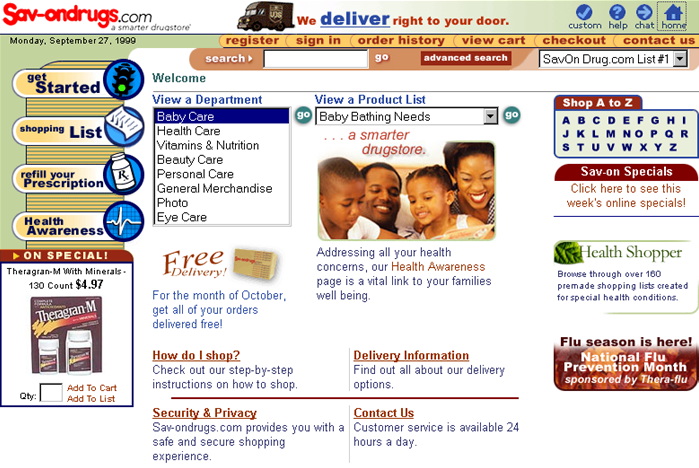 Sav-ondrugs.com
a smarter drugstore
We deliver right to your door.
custom help chat home
Monday, September 27, 1999
register sign in order history view cart checkout contact us
search go advanced search SavOn Drug.com List #1
get Started
shopping List
refill your Prescription
Rx
Health Awareness
ON SPECIAL!
Theragran-M With Minerals -
130 Count $4.97
Theragran-M
Qty:
Add To Cart
Add To List
Welcome
View a Department
Baby Care
Health Care
Vitamins & Nutrition
Beauty Care
Personal Care
General Merchandise
Photo
Eye Care
go
View a Product List
Baby Bathing Needs
go
. . . a smarter
drugstore.
Free
Delivery!
For the month of October,
get all of your orders
delivered free!
Addressing all your health
concerns, our Health Awareness
page is a vital link to your families
well being.
How do I shop?
Check out our step-by-step
instructions on how to shop.
Delivery Information
Find out all about our delivery
options.
Security & Privacy
Sav-ondrugs.com provides you with a
safe and secure shopping
experience.
Contact Us
Customer service is available 24
hours a day.
Shop A to Z
A B C D E F G H I
J K L M N O P Q R
S T U V W X Y Z
Sav-on Specials
Click here to see this
week's online specials!
Health Shopper
Browse through over 160
premade shopping lists created
for special health conditions.
Flu season is here!
National Flu
Prevention Month
sponsored by Thera-flu